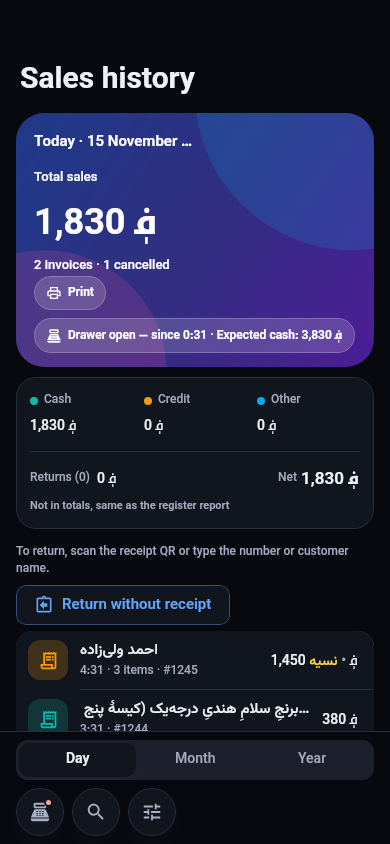 Sales history
Today · 15 November …
Total sales
1,830 ؋
2 invoices · 1 cancelled
Print
Drawer open — since 0:31 · Expected cash: 3,830 ؋
Cash
Credit
Other
1,830 ؋
0 ؋
0 ؋
Returns (0) 0 ؋
Net 1,830 ؋
Not in totals, same as the register report
To return, scan the receipt QR or type the number or customer
name.
Return without receipt
احمد ولی‌زاده
1,450 ؋ • نسیه
4:31 · 3 items · #1245
برنجِ سلامِ هندیِ درجه‌یک (کیسهٔ پنج…
380 ؋
3:31 · #1244
Day
Month
Year